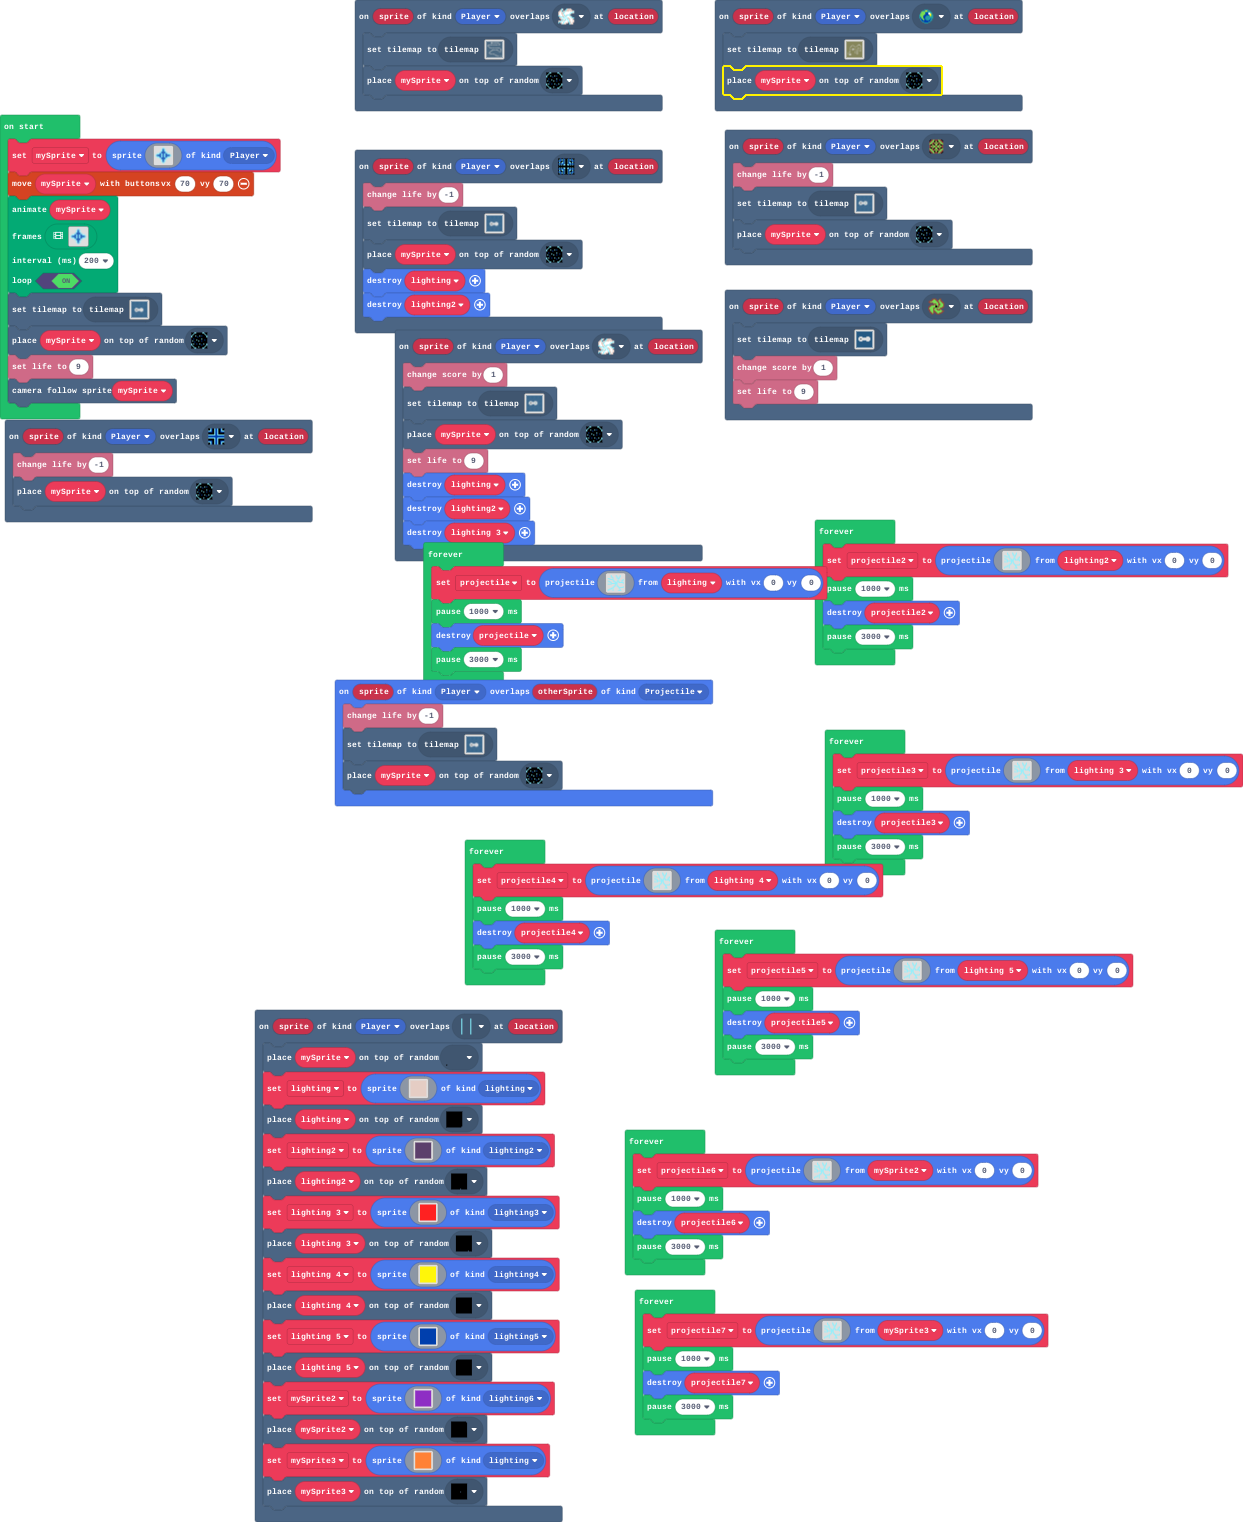 on sprite of kind Player overlaps at location
set tilemap to tilemap
place mySprite on top of random
on sprite of kind Player overlaps at location
set tilemap to tilemap
place mySprite on top of random
on start
set mySprite to sprite of kind Player
move mySprite with buttons vx 70 vy 70
animate mySprite
frames
interval (ms) 200
loop ON
set tilemap to tilemap
place mySprite on top of random
set life to 9
camera follow sprite mySprite
on sprite of kind Player overlaps at location
change life by -1
set tilemap to tilemap
place mySprite on top of random
destroy lighting
destroy lighting2
on sprite of kind Player overlaps at location
change life by -1
set tilemap to tilemap
place mySprite on top of random
on sprite of kind Player overlaps at location
set tilemap to tilemap
change score by 1
set life to 9
on sprite of kind Player overlaps at location
change score by 1
set tilemap to tilemap
place mySprite on top of random
set life to 9
destroy lighting
destroy lighting2
destroy lighting 3
on sprite of kind Player overlaps at location
change life by -1
place mySprite on top of random
forever
set projectile to projectile from lighting with vx 0 vy 0
pause 1000 ms
destroy projectile
pause 3000 ms
forever
set projectile2 to projectile from lighting2 with vx 0 vy 0
pause 1000 ms
destroy projectile2
pause 3000 ms
on sprite of kind Player overlaps otherSprite of kind Projectile
change life by -1
set tilemap to tilemap
place mySprite on top of random
forever
set projectile3 to projectile from lighting 3 with vx 0 vy 0
pause 1000 ms
destroy projectile3
pause 3000 ms
forever
set projectile4 to projectile from lighting 4 with vx 0 vy 0
pause 1000 ms
destroy projectile4
pause 3000 ms
forever
set projectile5 to projectile from lighting 5 with vx 0 vy 0
pause 1000 ms
destroy projectile5
pause 3000 ms
on sprite of kind Player overlaps at location
place mySprite on top of random
set lighting to sprite of kind lighting
place lighting on top of random
set lighting2 to sprite of kind lighting2
place lighting2 on top of random
set lighting 3 to sprite of kind lighting3
place lighting 3 on top of random
set lighting 4 to sprite of kind lighting4
place lighting 4 on top of random
set lighting 5 to sprite of kind lighting5
place lighting 5 on top of random
set mySprite2 to sprite of kind lighting6
place mySprite2 on top of random
set mySprite3 to sprite of kind lighting
place mySprite3 on top of random
forever
set projectile6 to projectile from mySprite2 with vx 0 vy 0
pause 1000 ms
destroy projectile6
pause 3000 ms
forever
set projectile7 to projectile from mySprite3 with vx 0 vy 0
pause 1000 ms
destroy projectile7
pause 3000 ms